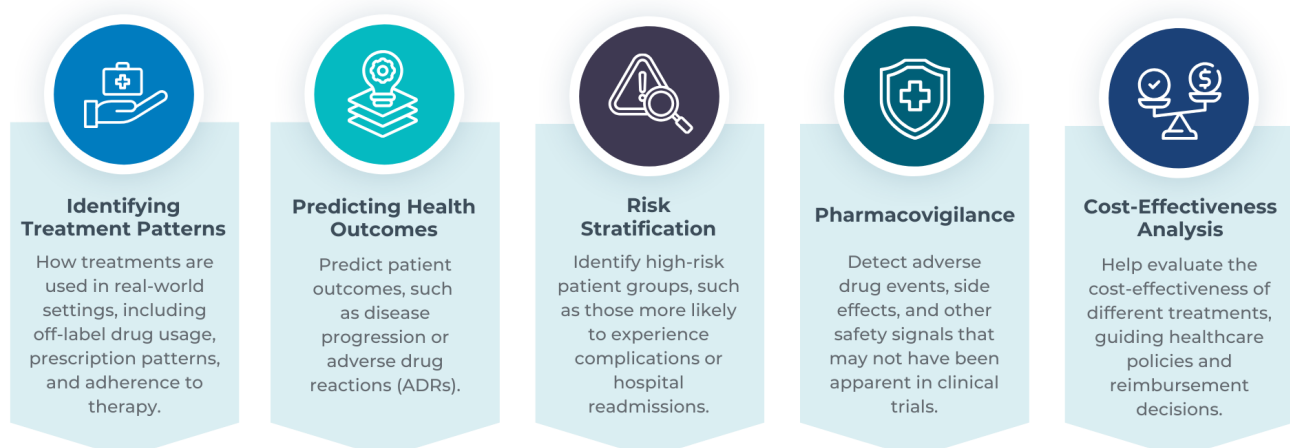 Identifying
Treatment Patterns
How treatments are
used in real-world
settings, including
off-label drug usage,
prescription patterns,
and adherence to
therapy.
Predicting Health
Outcomes
Predict patient
outcomes, such
as disease
progression or
adverse drug
reactions (ADRs).
Risk
Stratification
Identify high-risk
patient groups, such
as those more likely
to experience
complications or
hospital
readmissions.
Pharmacovigilance
Detect adverse
drug events, side
effects, and other
safety signals that
may not have been
apparent in clinical
trials.
Cost-Effectiveness
Analysis
Help evaluate the
cost-effectiveness of
different treatments,
guiding healthcare
policies and
reimbursement
decisions.